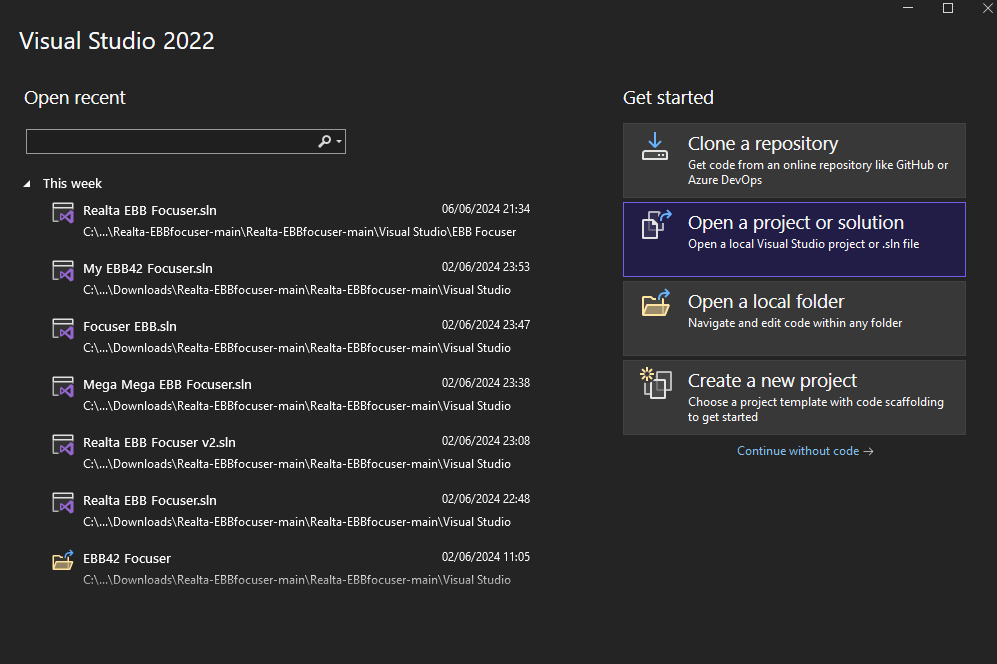 Visual Studio 2022
Open recent
This week
Realta EBB Focuser.sln 06/06/2024 21:34
C:\...\Realta-EBBfocuser-main\Realta-EBBfocuser-main\Visual Studio\EBB Focuser
My EBB42 Focuser.sln 02/06/2024 23:53
C:\...\Downloads\Realta-EBBfocuser-main\Realta-EBBfocuser-main\Visual Studio
Focuser EBB.sln 02/06/2024 23:47
C:\...\Downloads\Realta-EBBfocuser-main\Realta-EBBfocuser-main\Visual Studio
Mega Mega EBB Focuser.sln 02/06/2024 23:38
C:\...\Downloads\Realta-EBBfocuser-main\Realta-EBBfocuser-main\Visual Studio
Realta EBB Focuser v2.sln 02/06/2024 23:08
C:\...\Downloads\Realta-EBBfocuser-main\Realta-EBBfocuser-main\Visual Studio
Realta EBB Focuser.sln 02/06/2024 22:48
C:\...\Downloads\Realta-EBBfocuser-main\Realta-EBBfocuser-main\Visual Studio
EBB42 Focuser 02/06/2024 11:05
C:\...\Downloads\Realta-EBBfocuser-main\Realta-EBBfocuser-main\Visual Studio
Get started
Clone a repository
Get code from an online repository like GitHub or
Azure DevOps
Open a project or solution
Open a local Visual Studio project or .sln file
Open a local folder
Navigate and edit code within any folder
Create a new project
Choose a project template with code scaffolding
to get started
Continue without code →